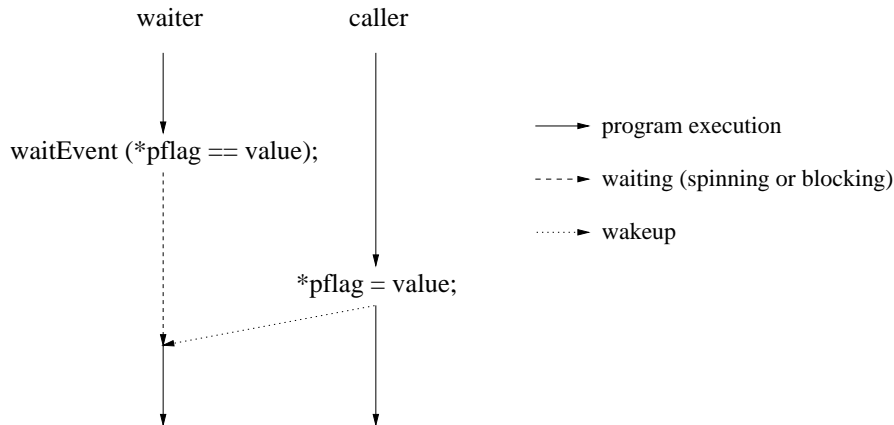 waiter
caller
waitEvent (*pflag == value);
*pflag = value;
program execution
waiting (spinning or blocking)
wakeup